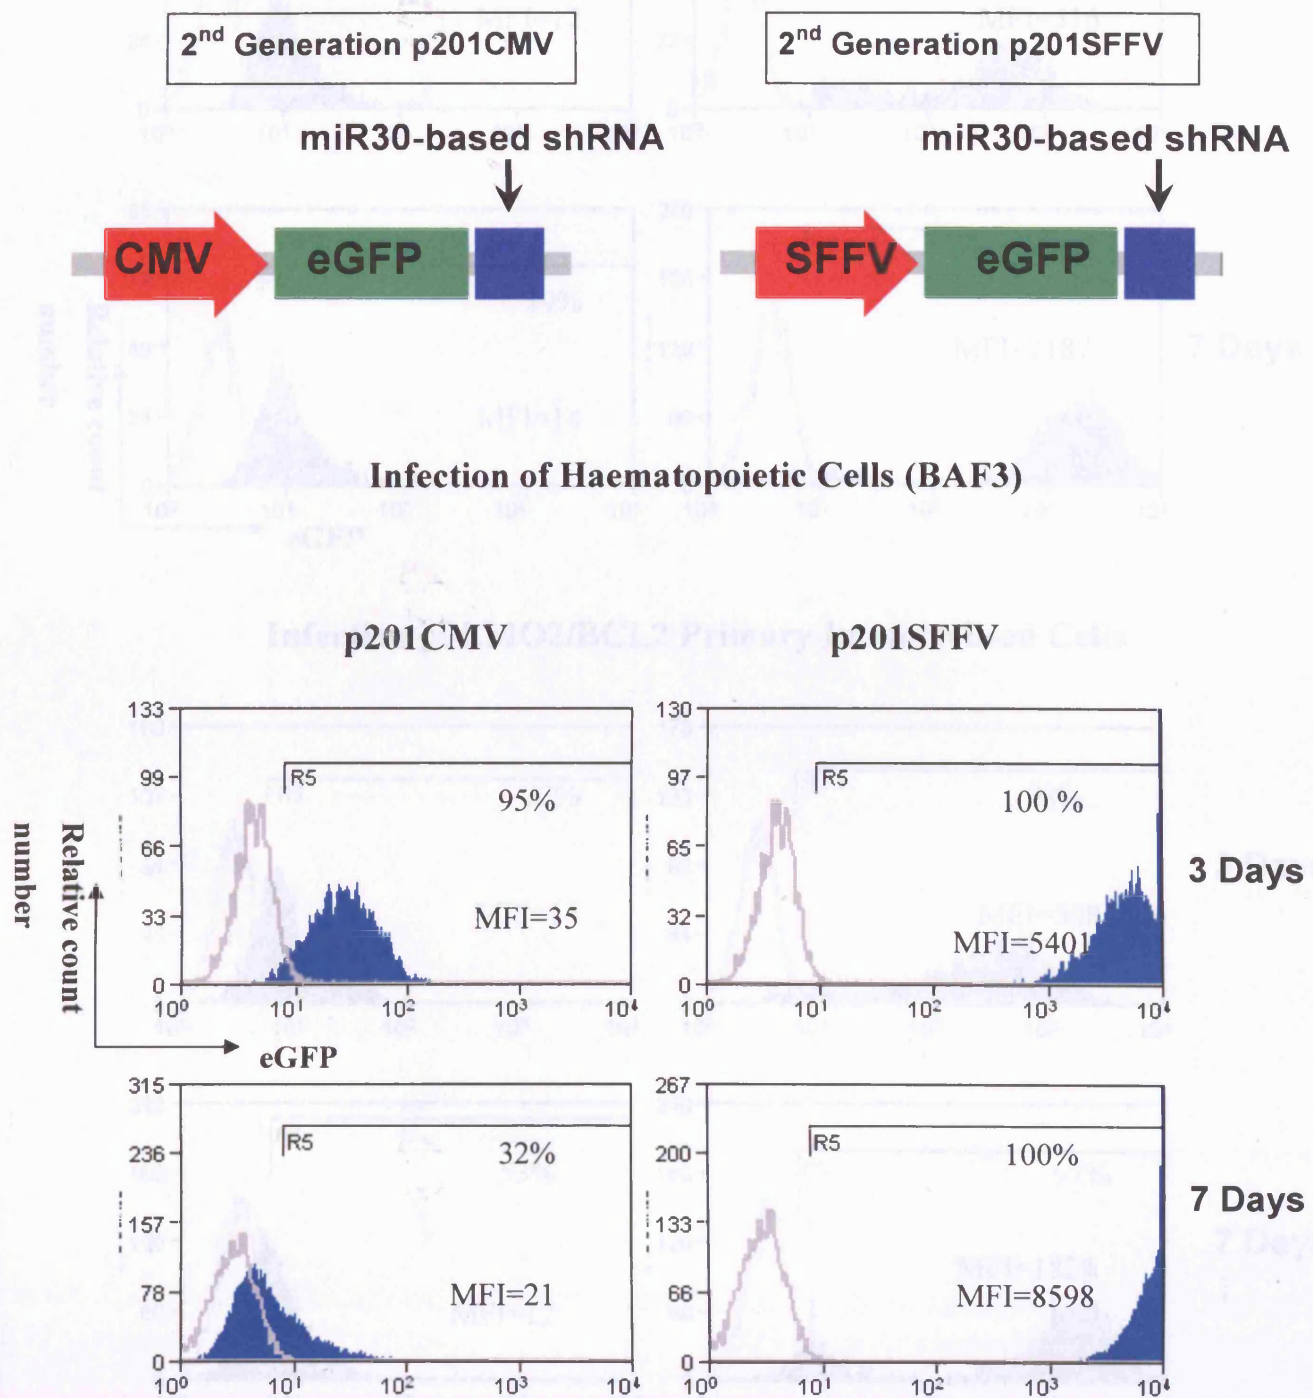 2nd Generation p201CMV
2nd Generation p201SFFV
miR30-based shRNA
miR30-based shRNA
CMV
eGFP
SFFV
eGFP
Infection of Haematopoietic Cells (BAF3)
p201CMV
p201SFFV
133
99
66
33
0
R5
95%
MFI=35
10⁰
10¹
10²
10³
10⁴
130
97
65
32
0
R5
100 %
MFI=5401
10⁰
10¹
10²
10³
10⁴
3 Days
Relative count
number
eGFP
315
236
157
78
0
R5
32%
MFI=21
10⁰
10¹
10²
10³
10⁴
267
200
133
66
0
R5
100%
MFI=8598
10⁰
10¹
10²
10³
10⁴
7 Days